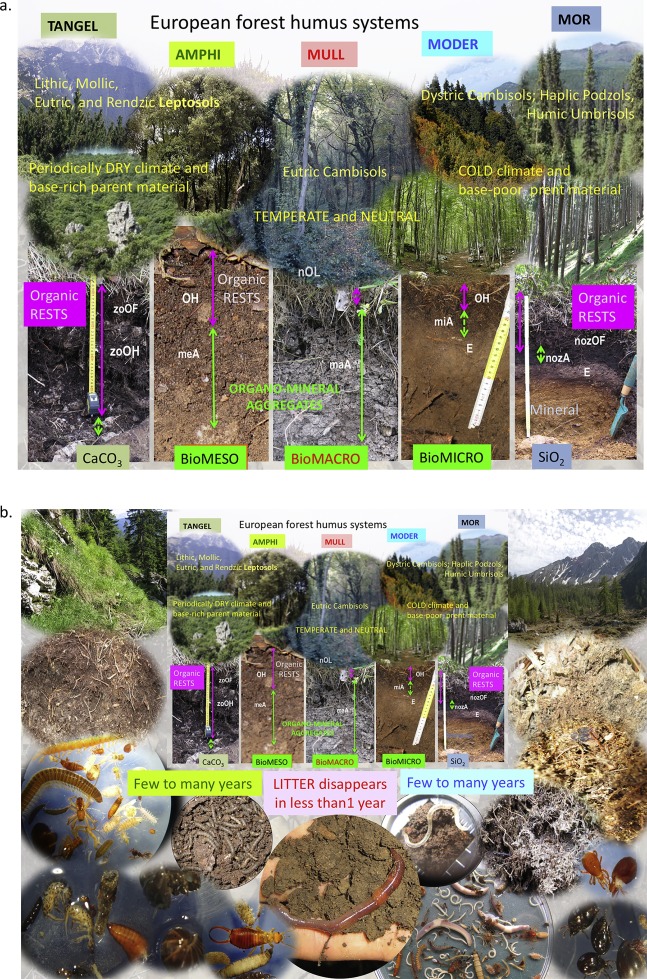 a.
European forest humus systems
TANGEL
AMPHI
MULL
MODER
MOR
Lithic, Mollic,
Eutric, and Rendzic Leptosols
Dystric Cambisols; Haplic Podzols,
Humic Umbrisols
Periodically DRY climate and
base-rich parent material
Eutric Cambisols
COLD climate and
base-poor prent material
TEMPERATE and NEUTRAL
nOL
Organic
RESTS
zoOF
zoOH
OH
Organic
RESTS
meA
maA
ORGANO-MINERAL
AGGREGATES
OH
miA
E
Organic
RESTS
nozOF
nozA
E
Mineral
CaCO3
BioMESO
BioMACRO
BioMICRO
SiO2
b.
European forest humus systems
TANGEL
AMPHI
MULL
MODER
MOR
Lithic, Mollic,
Eutric, and Rendzic Leptosols
Dystric Cambisols; Haplic Podzols,
Humic Umbrisols
Periodically DRY climate and
base-rich parent material
Eutric Cambisols
COLD climate and
base-poor prent material
TEMPERATE and NEUTRAL
nOL
Organic
RESTS
zoOF
zoOH
OH
Organic
RESTS
meA
maA
ORGANO-MINERAL
AGGREGATES
OH
miA
E
Organic
RESTS
nozOF
nozA
E
CaCO3
BioMESO
BioMACRO
BioMICRO
SiO2
Few to many years
LITTER disappears
in less than1 year
Few to many years